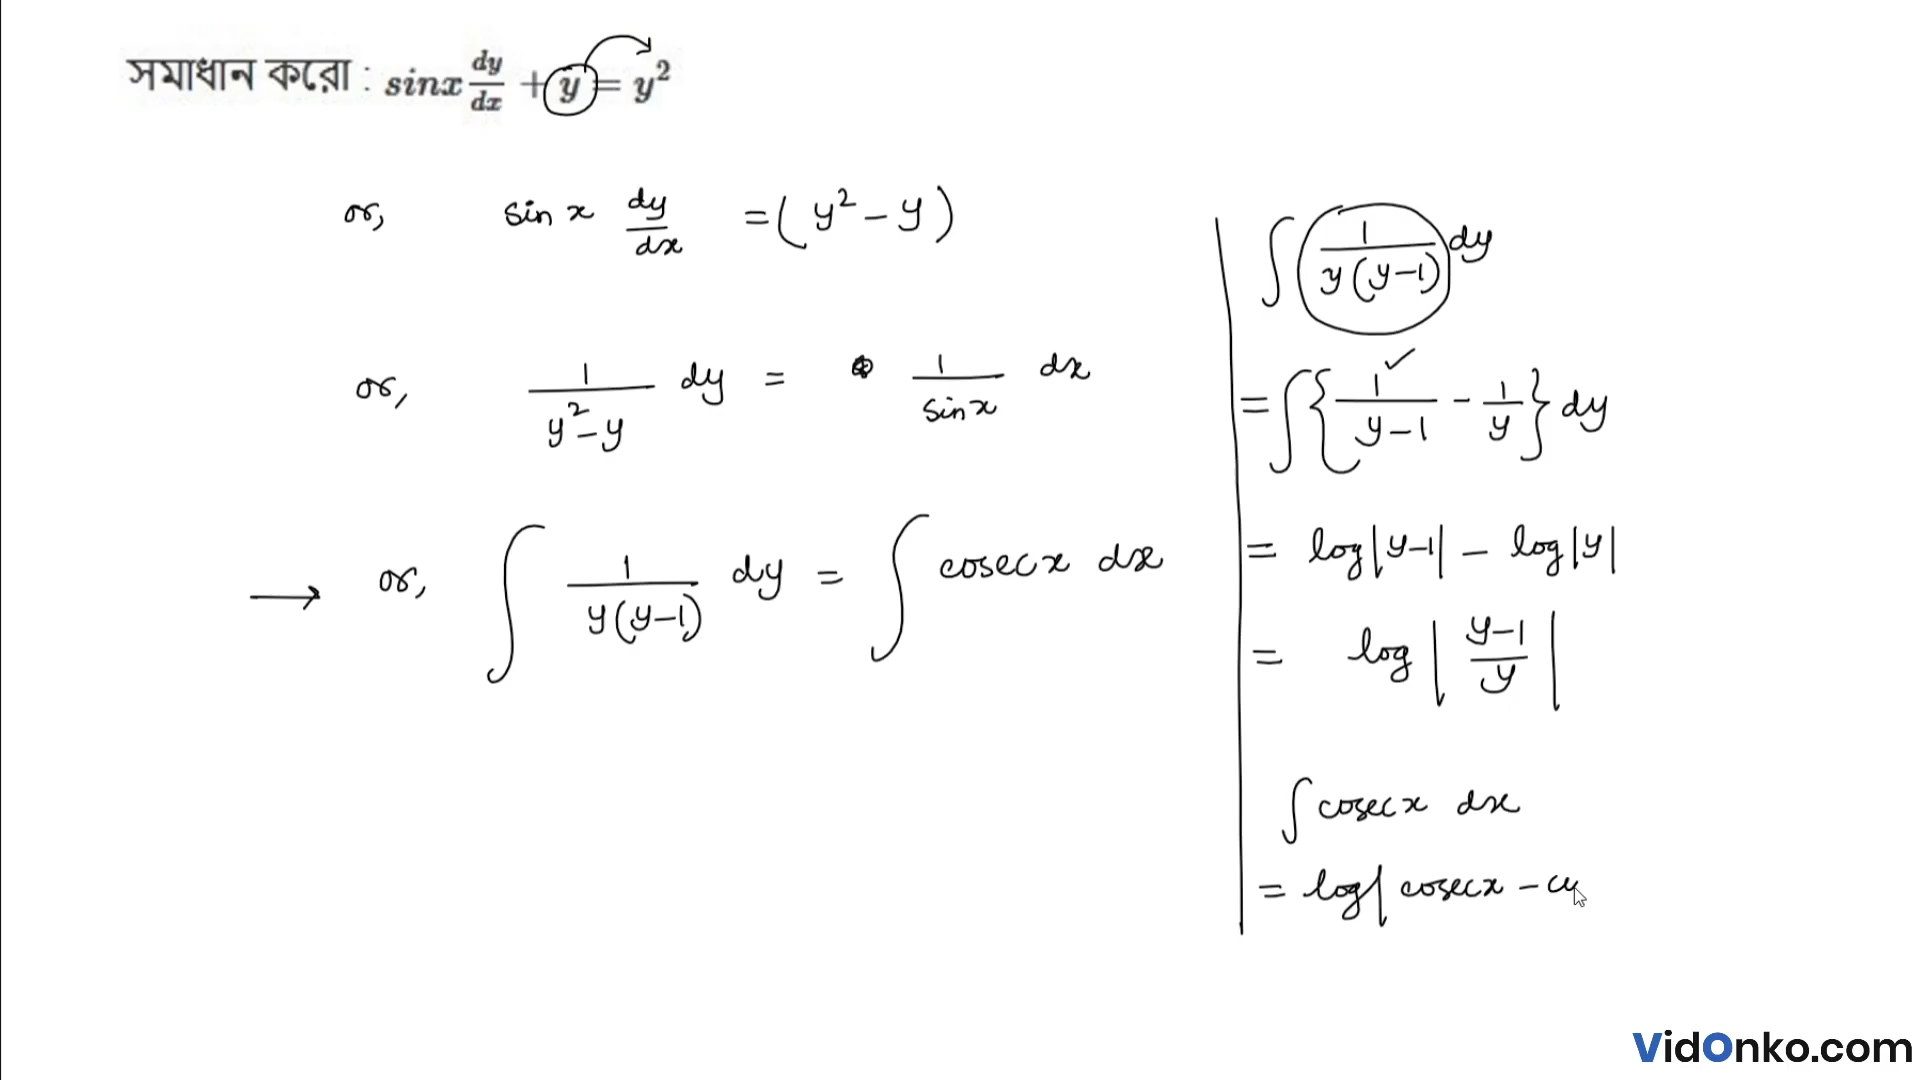 সমাধান করো : sinx dy/dx + y = y²
or, sin x dy/dx = (y² - y)
or, 1/(y² - y) dy = 1/sin x dx
→ or, ∫ 1/(y(y-1)) dy = ∫ cosec x dx
∫ 1/(y(y-1)) dy
= ∫ { 1/(y-1) - 1/y } dy
= log|y-1| - log|y|
= log | (y-1)/y |
∫ cosec x dx
= log | cosec x -
VidOnko.com